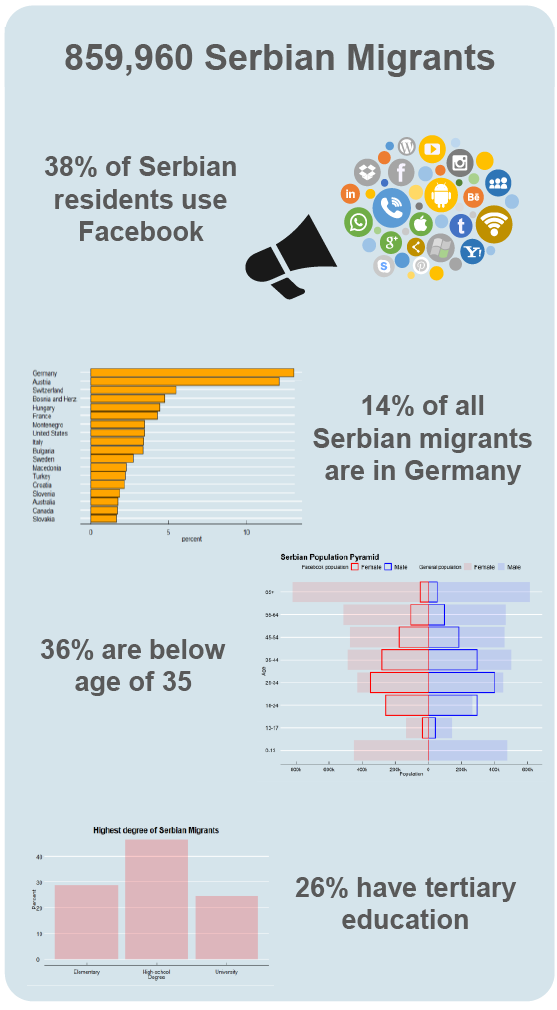 859,960 Serbian Migrants
38% of Serbian
residents use
Facebook
in
f
Bē
t
g+
Y!
S
Germany
Austria
Switzerland
Bosnia and Herz.
Hungary
France
Montenegro
United States
Italy
Bulgaria
Sweden
Macedonia
Turkey
Croatia
Slovenia
Australia
Canada
Slovakia
0 5 10
percent
14% of all
Serbian migrants
are in Germany
Serbian Population Pyramid
Facebook population Female Male General population Female Male
65+
55-64
45-54
35-44
25-34
18-24
13-17
Age
800k 600k 400k 200k 0 200k 400k 600k
Population
36% are below
age of 35
Highest degree of Serbian Migrants
Percent
40
30
20
10
0
Elementary High-school University
Degree
26% have tertiary
education